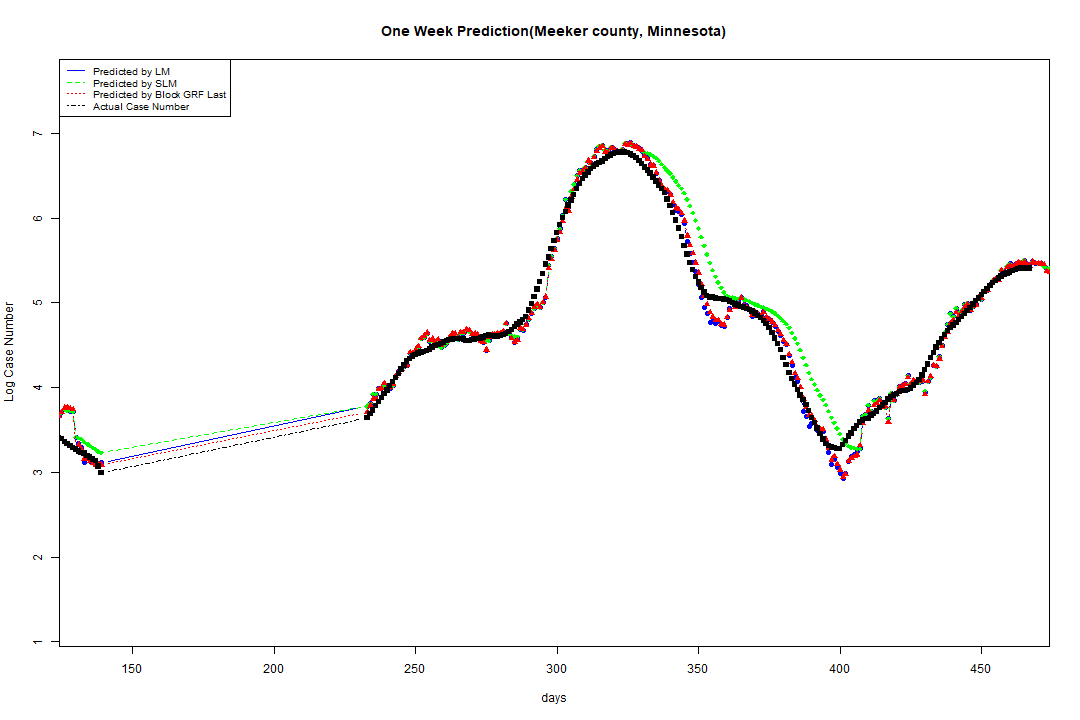 One Week Prediction(Meeker county, Minnesota)
Predicted by LM
Predicted by SLM
Predicted by Block GRF Last
Actual Case Number
Log Case Number
7
6
5
4
3
2
1
150 200 250 300 350 400 450
days